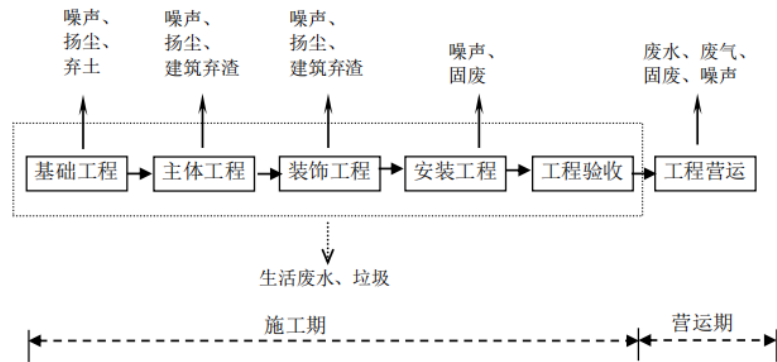 噪声、
扬尘、
弃土
噪声、
扬尘、
建筑弃渣
噪声、
扬尘、
建筑弃渣
噪声、
固废
废水、废气、
固废、噪声
基础工程
主体工程
装饰工程
安装工程
工程验收
工程营运
生活废水、垃圾
施工期
营运期